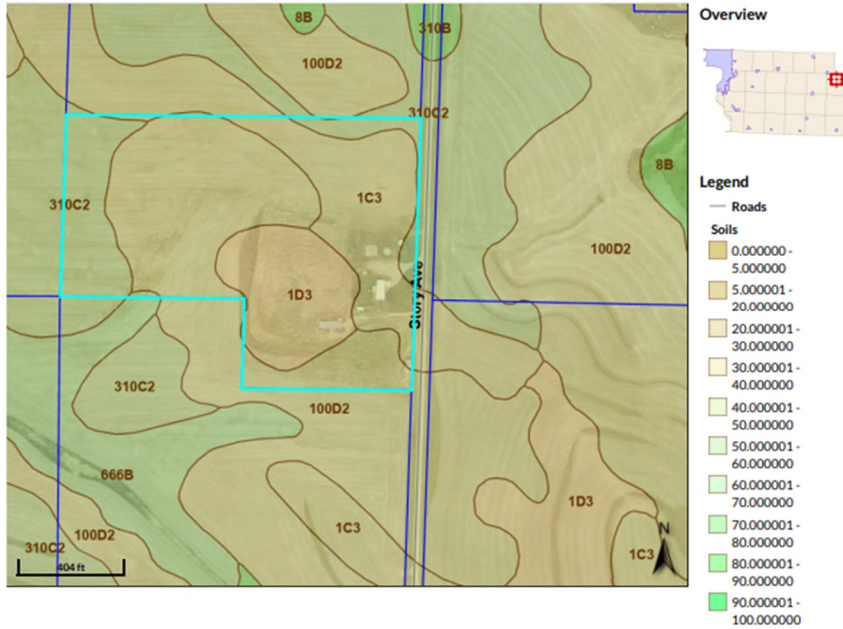 8B
310B
100D2
310C2
8B
1C3
310C2
100D2
1D3
Story Ave
310C2
100D2
666B
1D3
1C3
100D2
310C2
1C3
N
404 ft
Overview
Legend
Roads
Soils
0.000000 -
5.000000
5.000001 -
20.000000
20.000001 -
30.000000
30.000001 -
40.000000
40.000001 -
50.000000
50.000001 -
60.000000
60.000001 -
70.000000
70.000001 -
80.000000
80.000001 -
90.000000
90.000001 -
100.000000